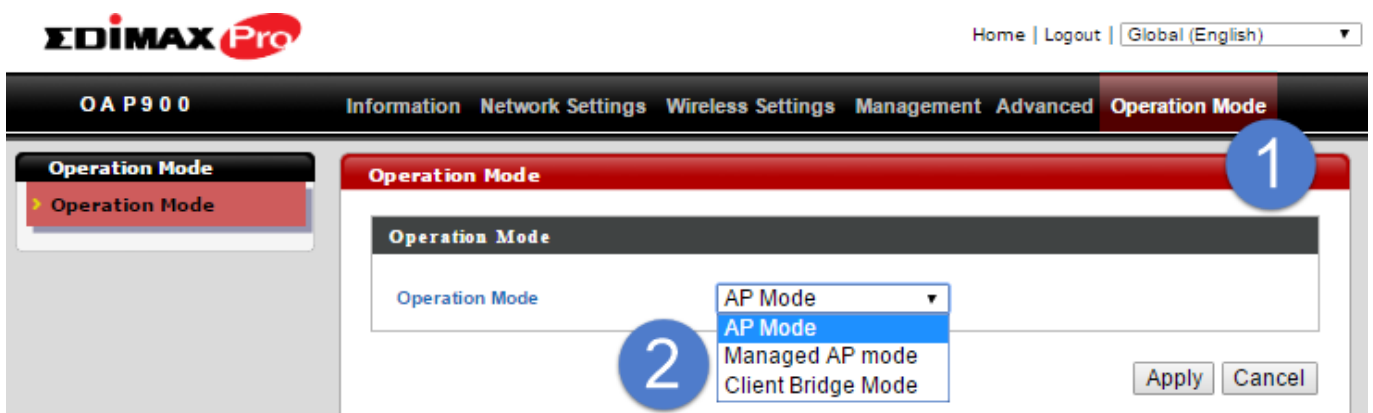 EDiMAX Pro
Home | Logout | Global (English)
OAP900
Information Network Settings Wireless Settings Management Advanced Operation Mode
1
Operation Mode
Operation Mode
Operation Mode
Operation Mode
Operation Mode AP Mode
AP Mode
Managed AP mode
Client Bridge Mode
2
Apply Cancel